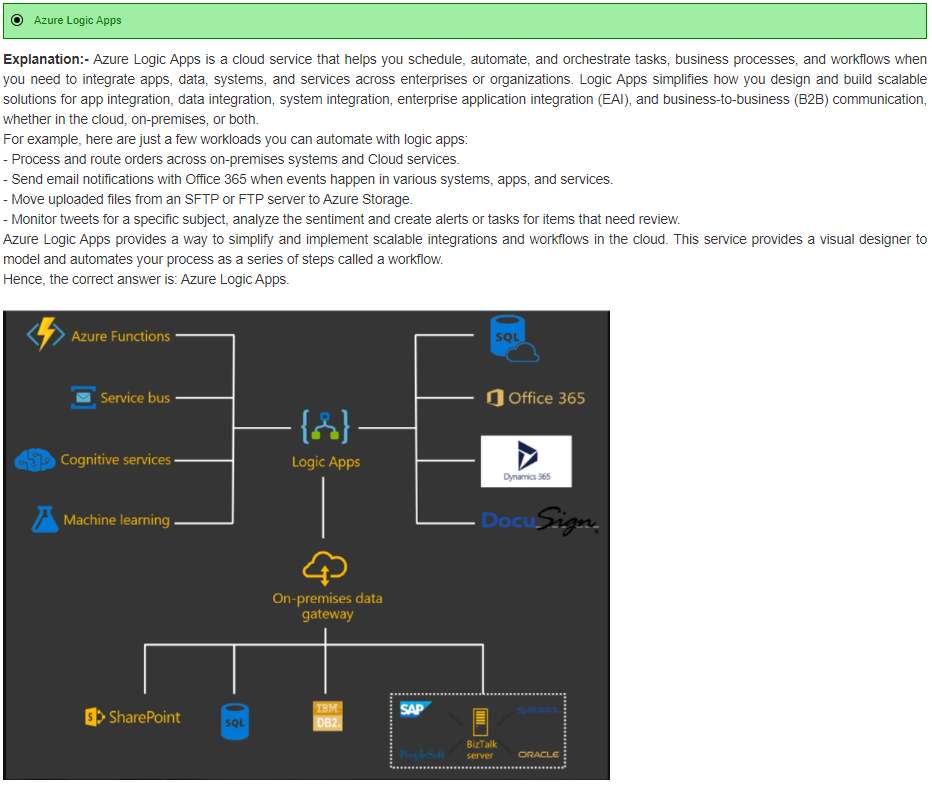 Azure Logic Apps
Explanation:- Azure Logic Apps is a cloud service that helps you schedule, automate, and orchestrate tasks, business processes, and workflows when
you need to integrate apps, data, systems, and services across enterprises or organizations. Logic Apps simplifies how you design and build scalable
solutions for app integration, data integration, system integration, enterprise application integration (EAI), and business-to-business (B2B) communication,
whether in the cloud, on-premises, or both.
For example, here are just a few workloads you can automate with logic apps:
- Process and route orders across on-premises systems and Cloud services.
- Send email notifications with Office 365 when events happen in various systems, apps, and services.
- Move uploaded files from an SFTP or FTP server to Azure Storage.
- Monitor tweets for a specific subject, analyze the sentiment and create alerts or tasks for items that need review.
Azure Logic Apps provides a way to simplify and implement scalable integrations and workflows in the cloud. This service provides a visual designer to
model and automates your process as a series of steps called a workflow.
Hence, the correct answer is: Azure Logic Apps.
Azure Functions
SQL
Service bus
Office 365
Logic Apps
Cognitive services
Dynamics 365
Machine learning
DocuSign
On-premises data
gateway
SharePoint
SQL
IBM
DB2.
SAP
SIEBEL
BizTalk
server
PeopleSoft
ORACLE